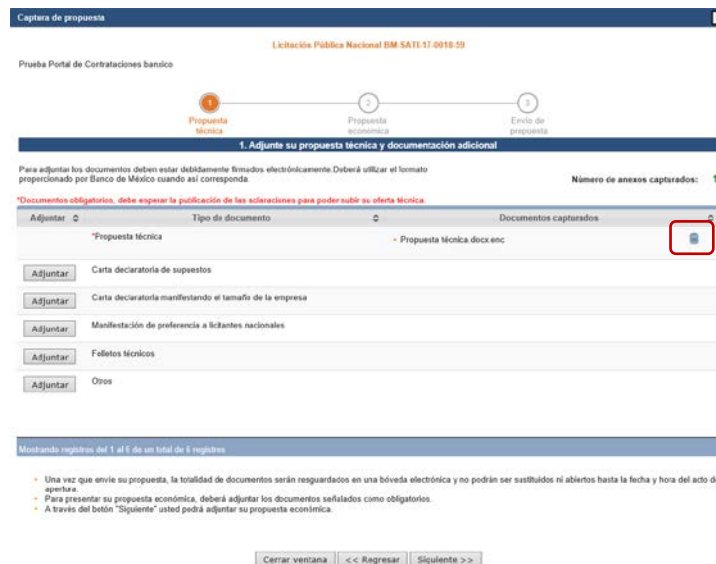 Captura de propuesta
Licitación Pública Nacional BM-SATI-17-0018-59
Prueba Portal de Contrataciones banxico
1 2 3
Propuesta técnica Propuesta económica Envío de propuesta
1. Adjunte su propuesta técnica y documentación adicional
Para adjuntar los documentos deben estar debidamente firmados electrónicamente.Deberá utilizar el formato
proporcionado por Banco de México cuando así corresponda. Número de anexos capturados: 1
*Documentos obligatorios, debe esperar la publicación de las aclaraciones para poder subir su oferta técnica.
Adjuntar Tipo de documento Documentos capturados
*Propuesta técnica Propuesta técnica.docx.enc
Adjuntar Carta declaratoria de supuestos
Adjuntar Carta declaratoria manifestando el tamaño de la empresa
Adjuntar Manifestación de preferencia a licitantes nacionales
Adjuntar Folletos técnicos
Adjuntar Otros
Mostrando registros del 1 al 6 de un total de 6 registros
Una vez que envíe su propuesta, la totalidad de documentos serán resguardados en una bóveda electrónica y no podrán ser sustituidos ni abiertos hasta la fecha y hora del acto de
apertura.
Para presentar su propuesta económica, deberá adjuntar los documentos señalados como obligatorios.
A través del botón "Siguiente" usted podrá adjuntar su propuesta económica.
Cerrar ventana << Regresar Siguiente >>